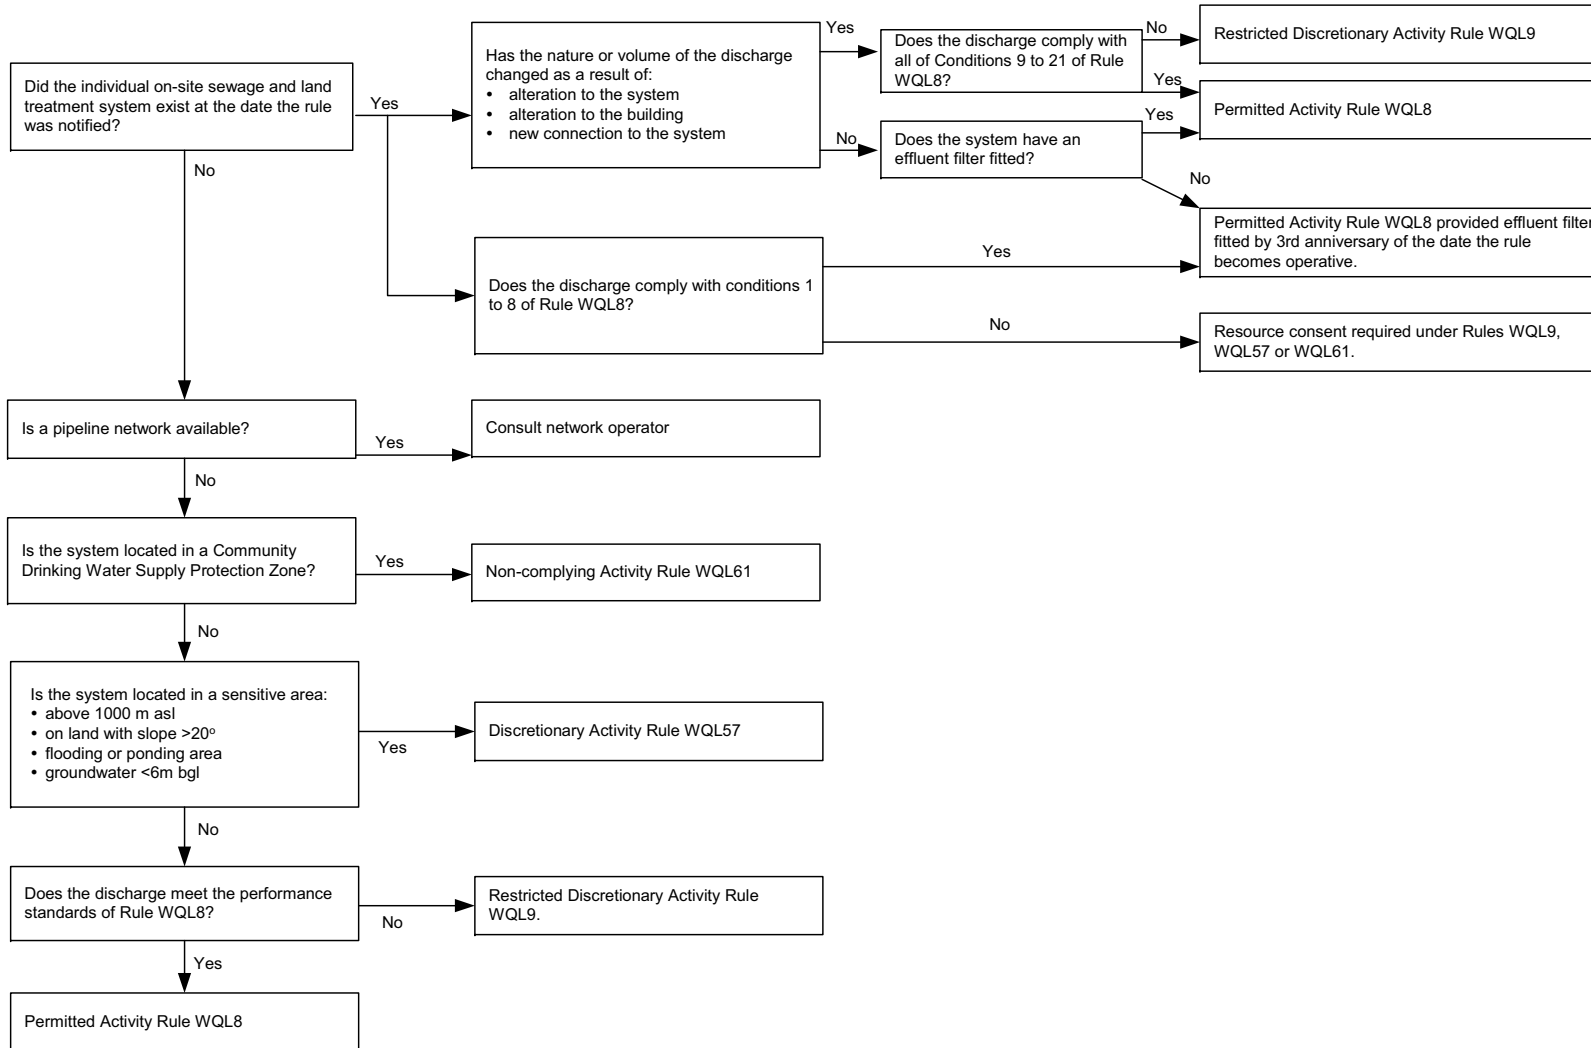 Did the individual on-site sewage and land
treatment system exist at the date the rule
was notified?
Yes
No
Has the nature or volume of the discharge
changed as a result of:
• alteration to the system
• alteration to the building
• new connection to the system
Yes
No
Does the discharge comply with
all of Conditions 9 to 21 of Rule
WQL8?
No
Yes
Restricted Discretionary Activity Rule WQL9
Permitted Activity Rule WQL8
Does the system have an
effluent filter fitted?
Yes
No
Permitted Activity Rule WQL8 provided effluent filter
fitted by 3rd anniversary of the date the rule
becomes operative.
Does the discharge comply with conditions 1
to 8 of Rule WQL8?
Yes
No
Resource consent required under Rules WQL9,
WQL57 or WQL61.
Is a pipeline network available?
Yes
Consult network operator
No
Is the system located in a Community
Drinking Water Supply Protection Zone?
Yes
Non-complying Activity Rule WQL61
No
Is the system located in a sensitive area:
• above 1000 m asl
• on land with slope >20º
• flooding or ponding area
• groundwater <6m bgl
Yes
Discretionary Activity Rule WQL57
No
Does the discharge meet the performance
standards of Rule WQL8?
No
Restricted Discretionary Activity Rule
WQL9.
Yes
Permitted Activity Rule WQL8